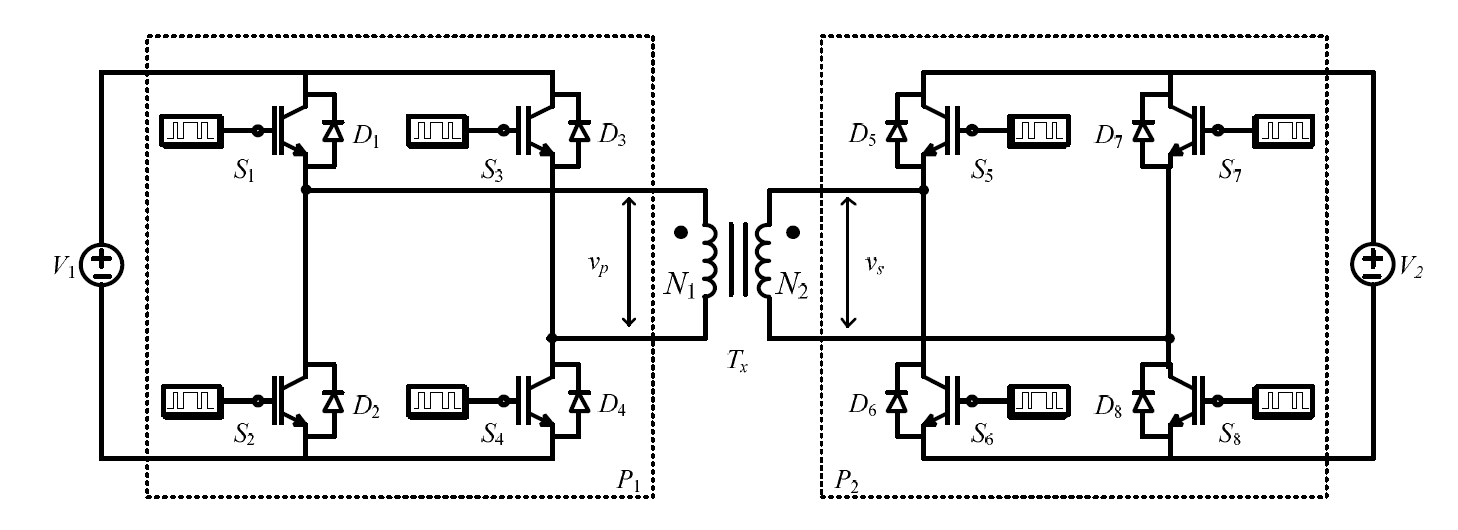 D1
D3
D5
D7
S1
S3
S5
S7
V1
vp
N1
N2
vs
V2
Tx
D2
D4
D6
D8
S2
S4
S6
S8
P1
P2